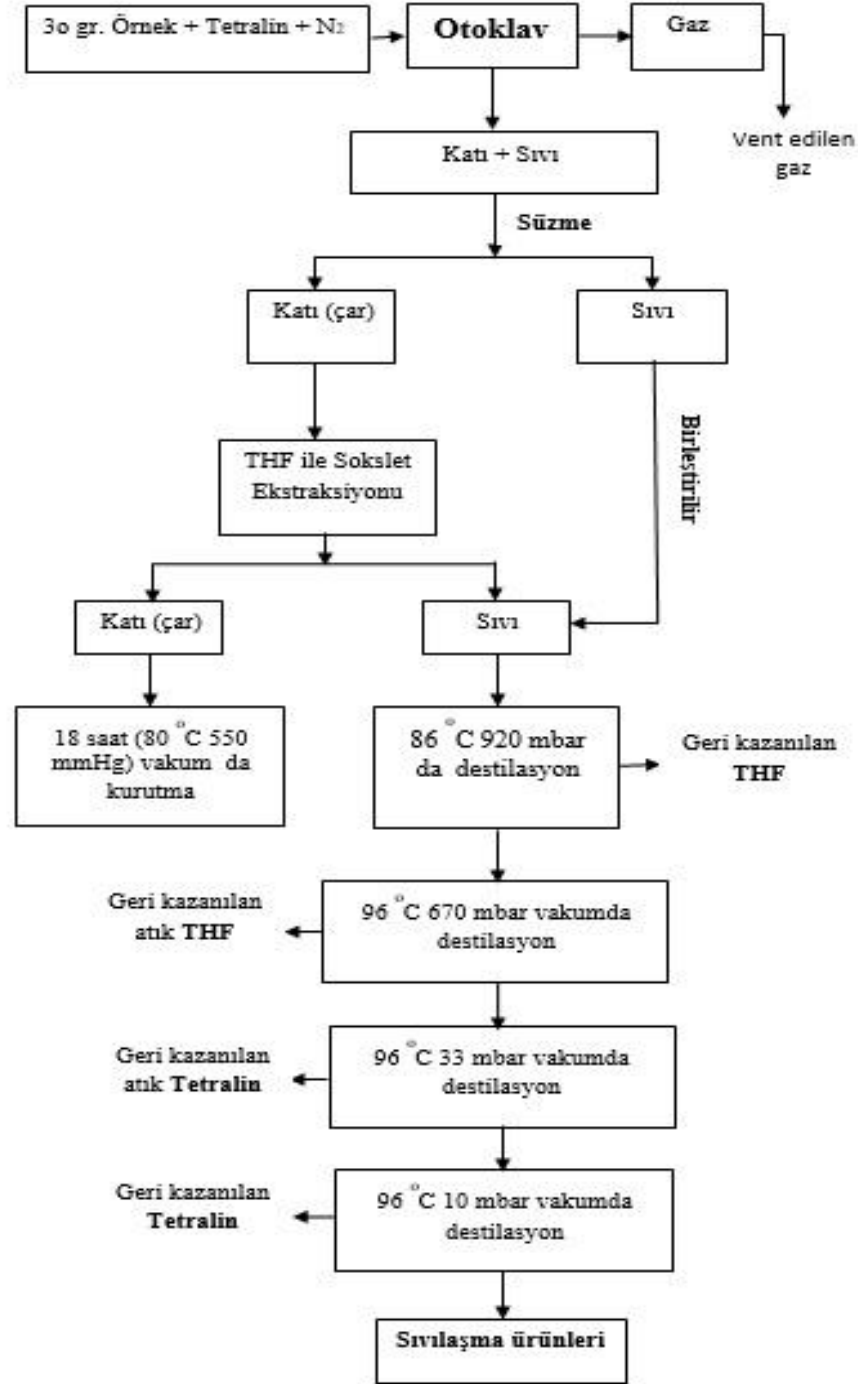 3o gr. Örnek + Tetralin + N2
Otoklav
Gaz
Vent edilen
gaz
Katı + Sıvı
Süzme
Katı (çar)
Sıvı
Birleştirilir
THF ile Sokslet
Ekstraksiyonu
Katı (çar)
Sıvı
18 saat (80 °C 550
mmHg) vakum da
kurutma
86 °C 920 mbar
da destilasyon
Geri kazanılan
THF
Geri kazanılan
atık THF
96 °C 670 mbar vakumda
destilasyon
Geri kazanılan
atık Tetralin
96 °C 33 mbar vakumda
destilasyon
Geri kazanılan
Tetralin
96 °C 10 mbar vakumda
destilasyon
Sıvılaşma ürünleri